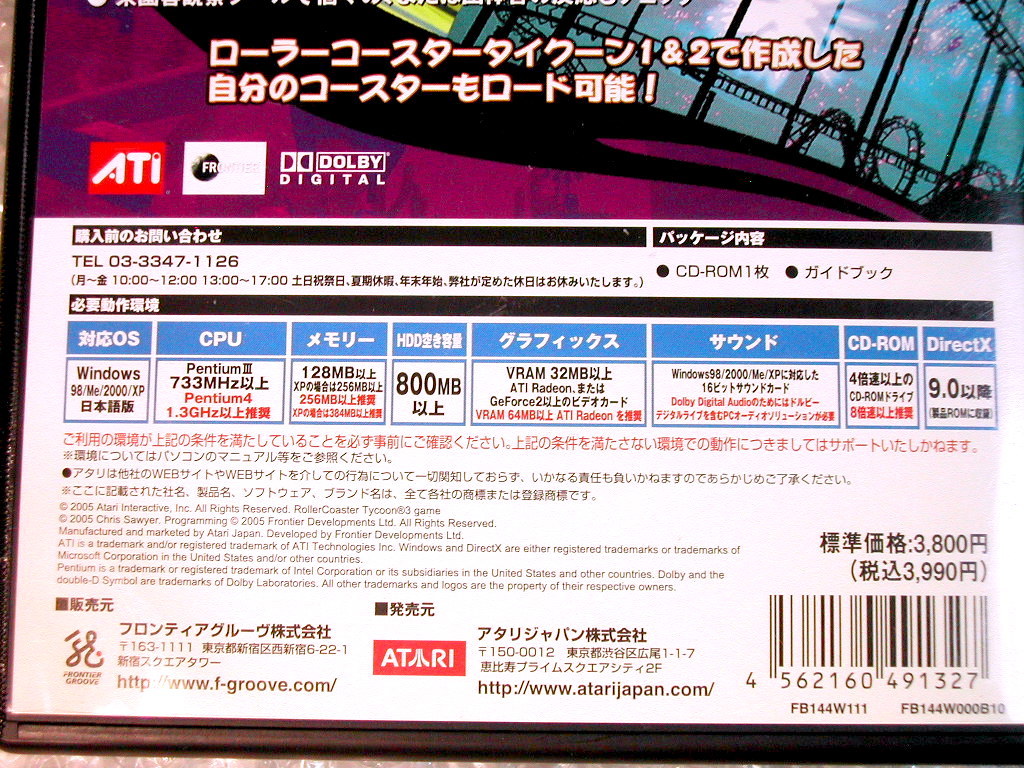 ローラーコースタータイクーン1＆2で作成した
自分のコースターもロード可能！
ATI
FRONTIER
DOLBY
DIGITAL
購入前のお問い合わせ
TEL 03-3347-1126
(月〜金 10:00〜12:00 13:00〜17:00 土日祝祭日、夏期休暇、年末年始、弊社が定めた休日はお休みいたします。)
パッケージ内容
● CD-ROM1枚 ● ガイドブック
必要動作環境
対応OS CPU メモリー HDD空き容量 グラフィックス サウンド CD-ROM DirectX
Windows
98/Me/2000/XP
日本語版
PentiumⅢ
733MHz以上
Pentium4
1.3GHz以上推奨
128MB以上
XPの場合は256MB以上
256MB以上推奨
XPの場合は384MB以上推奨
800MB
以上
VRAM 32MB以上
ATI Radeon、または
GeForce2以上のビデオカード
VRAM 64MB以上 ATI Radeon を推奨
Windows98/2000/Me/XPに対応した
16ビットサウンドカード
Dolby Digital Audioのためにはドルビー
デジタルライブを含むPCオーディオソリューションが必要
4倍速以上の
CD-ROMドライブ
8倍速以上推奨
9.0以降
(製品ROMに収録)
ご利用の環境が上記の条件を満たしていることを必ず事前にご確認ください。上記の条件を満たさない環境での動作につきましてはサポートいたしかねます。
※環境についてはパソコンのマニュアル等をご参照ください。
●アタリは他社のWEBサイトやWEBサイトを介しての行為について一切関知しておらず、いかなる責任も負いかねますのであらかじめご了承ください。
※ここに記載された社名、製品名、ソフトウェア、ブランド名は、全て各社の商標または登録商標です。
© 2005 Atari Interactive, Inc. All Rights Reserved. RollerCoaster Tycoon®3 game
© 2005 Chris Sawyer. Programming © 2005 Frontier Developments Ltd. All Rights Reserved.
Manufactured and marketed by Atari Japan. Developed by Frontier Developments Ltd.
ATI is a trademark and/or registered trademark of ATI Technologies Inc. Windows and DirectX are either registered trademarks or trademarks of
Microsoft Corporation in the United States and/or other countries.
Pentium is a trademark or registered trademark of Intel Corporation or its subsidiaries in the United States and other countries. Dolby and the
double-D Symbol are trademarks of Dolby Laboratories. All other trademarks and logos are the property of their respective owners.
標準価格:3,800円
(税込3,990円)
■販売元
FRONTIER
GROOVE
フロンティアグルーヴ株式会社
〒163-1111 東京都新宿区西新宿6-22-1
新宿スクエアタワー
http://www.f-groove.com/
■発売元
ATARI
アタリジャパン株式会社
〒150-0012 東京都渋谷区広尾1-1-7
恵比寿プライムスクエアシティ2F
http://www.atarijapan.com/
4 562160 491327
FB144W111 FB144W000B10